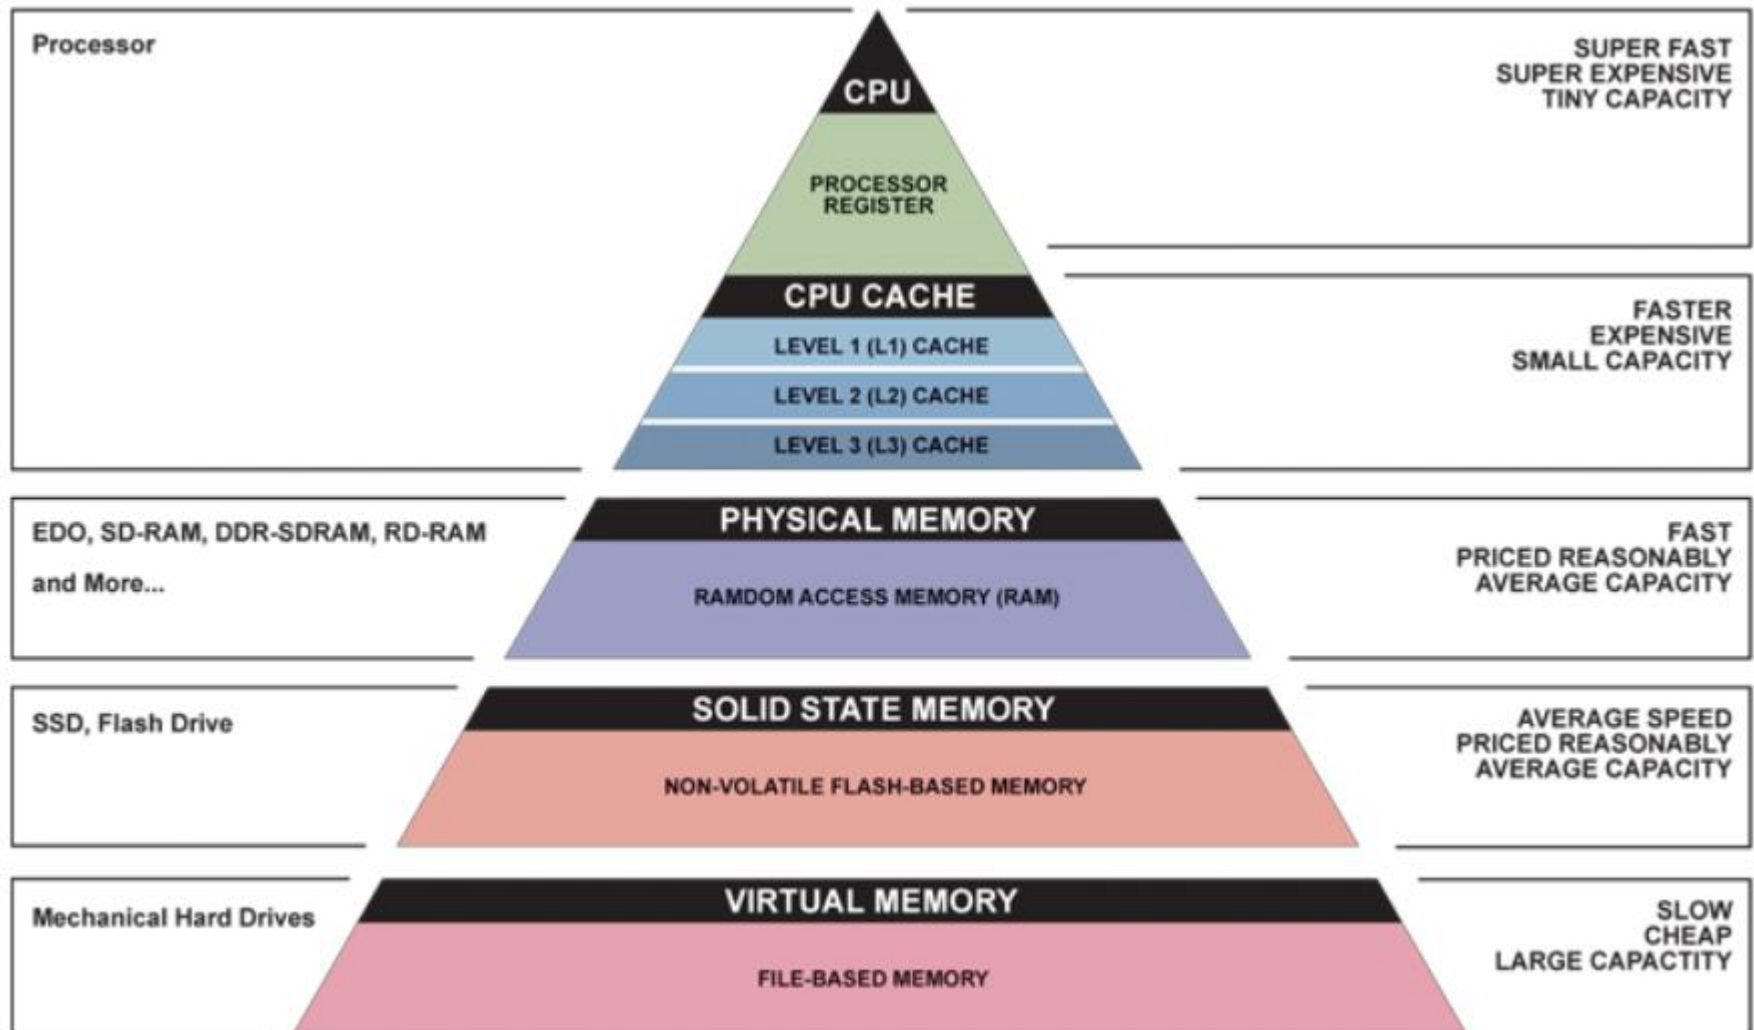 Processor
CPU
SUPER FAST
SUPER EXPENSIVE
TINY CAPACITY
PROCESSOR
REGISTER
CPU CACHE
LEVEL 1 (L1) CACHE
LEVEL 2 (L2) CACHE
LEVEL 3 (L3) CACHE
FASTER
EXPENSIVE
SMALL CAPACITY
EDO, SD-RAM, DDR-SDRAM, RD-RAM
and More...
PHYSICAL MEMORY
RAMDOM ACCESS MEMORY (RAM)
FAST
PRICED REASONABLY
AVERAGE CAPACITY
SSD, Flash Drive
SOLID STATE MEMORY
NON-VOLATILE FLASH-BASED MEMORY
AVERAGE SPEED
PRICED REASONABLY
AVERAGE CAPACITY
Mechanical Hard Drives
VIRTUAL MEMORY
FILE-BASED MEMORY
SLOW
CHEAP
LARGE CAPACTITY